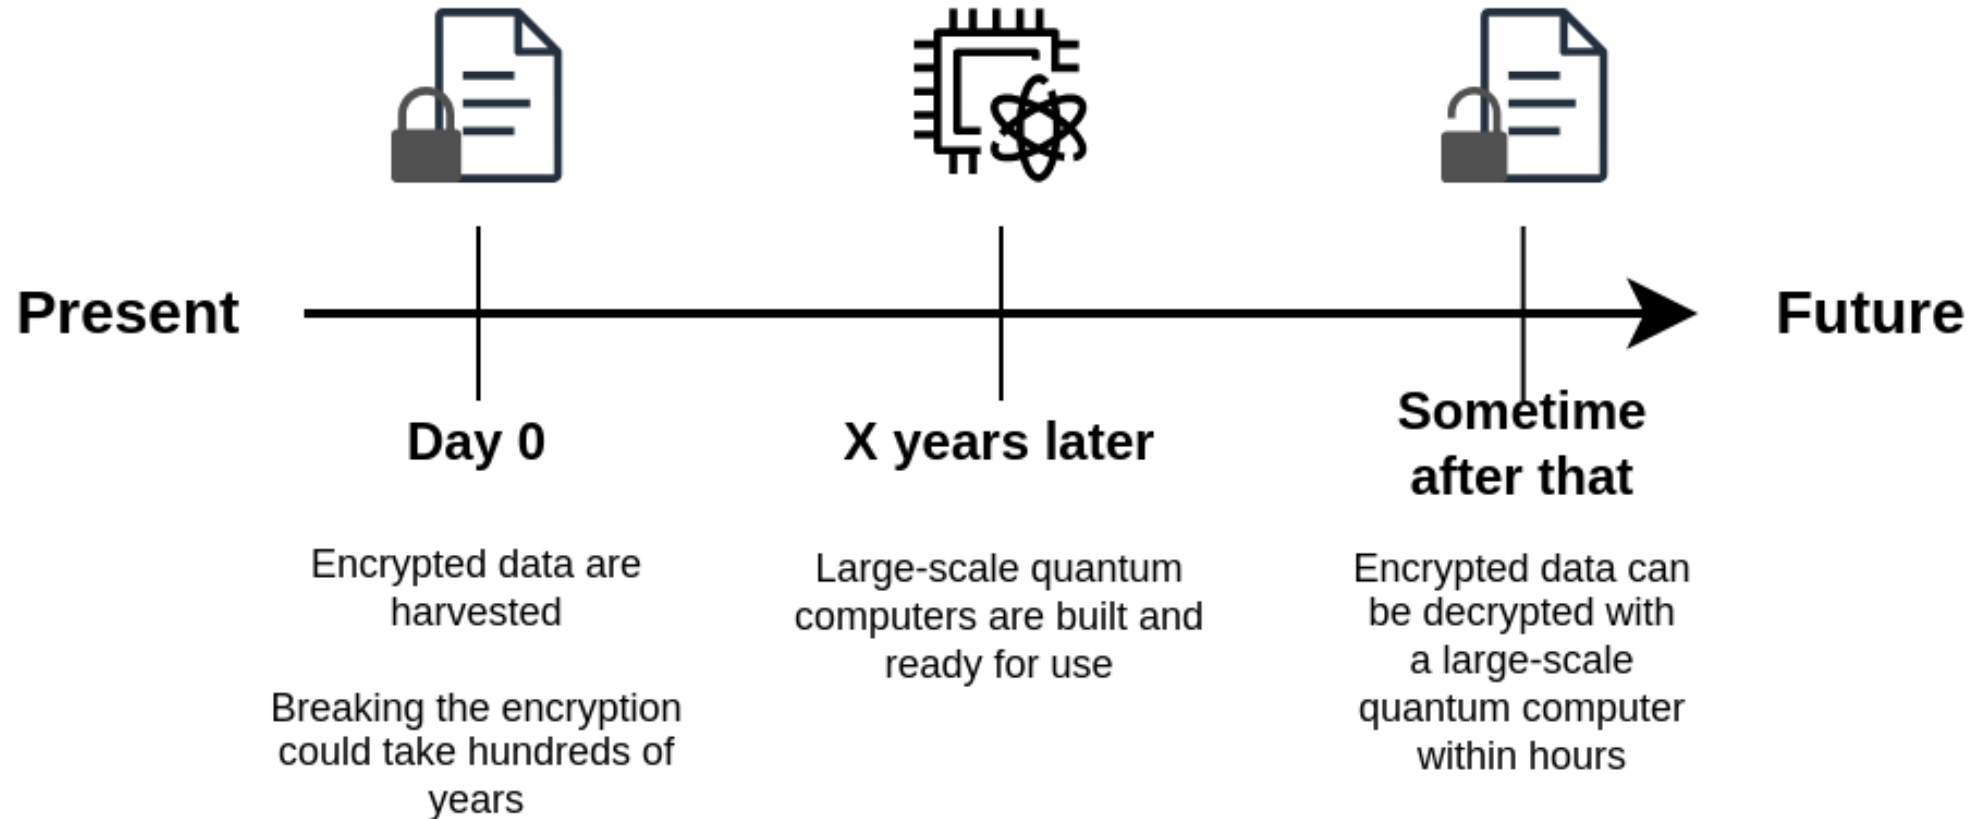 Present
Future
Day 0
Encrypted data are
harvested
Breaking the encryption
could take hundreds of
years
X years later
Large-scale quantum
computers are built and
ready for use
Sometime
after that
Encrypted data can
be decrypted with
a large-scale
quantum computer
within hours